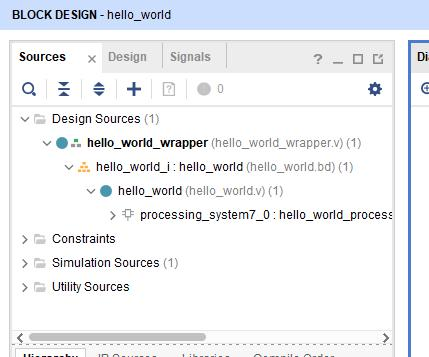 BLOCK DESIGN - hello_world
Sources × Design Signals ? Dia
0
Design Sources (1)
hello_world_wrapper (hello_world_wrapper.v) (1)
hello_world_i : hello_world (hello_world.bd) (1)
hello_world (hello_world.v) (1)
processing_system7_0 : hello_world_process
Constraints
Simulation Sources (1)
Utility Sources
Hierarchy IP Sources Libraries Compile Order